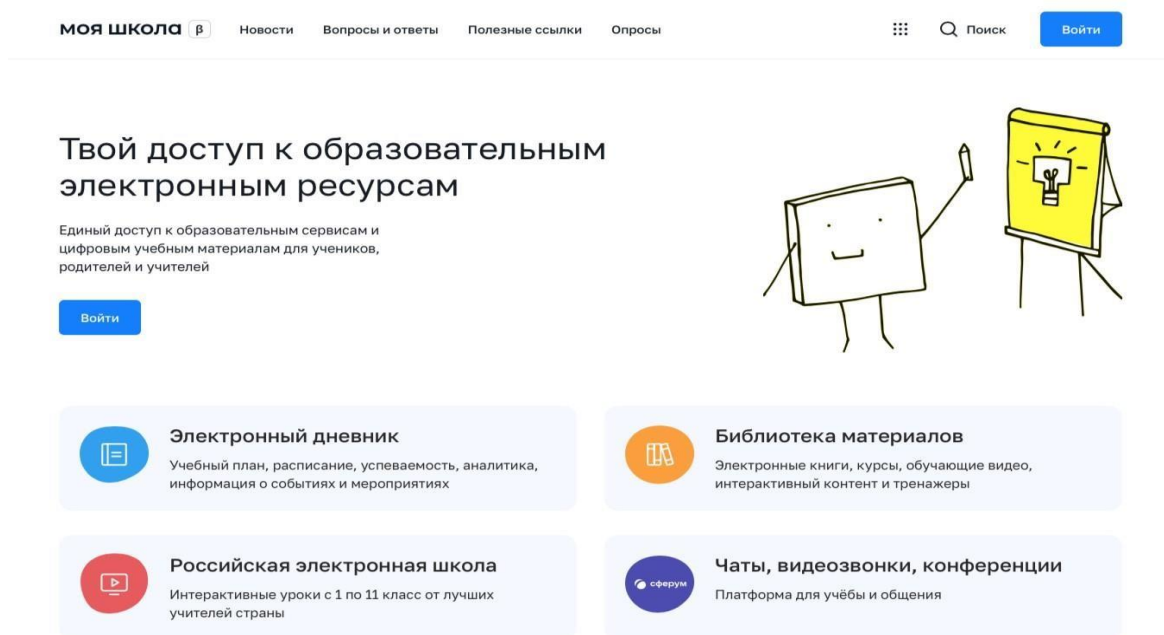 моя школа β Новости Вопросы и ответы Полезные ссылки Опросы Поиск Войти
Твой доступ к образовательным
электронным ресурсам
Единый доступ к образовательным сервисам и
цифровым учебным материалам для учеников,
родителей и учителей
Войти
Электронный дневник
Учебный план, расписание, успеваемость, аналитика,
информация о событиях и мероприятиях
Библиотека материалов
Электронные книги, курсы, обучающие видео,
интерактивный контент и тренажеры
Российская электронная школа
Интерактивные уроки с 1 по 11 класс от лучших
учителей страны
сферум
Чаты, видеозвонки, конференции
Платформа для учёбы и общения